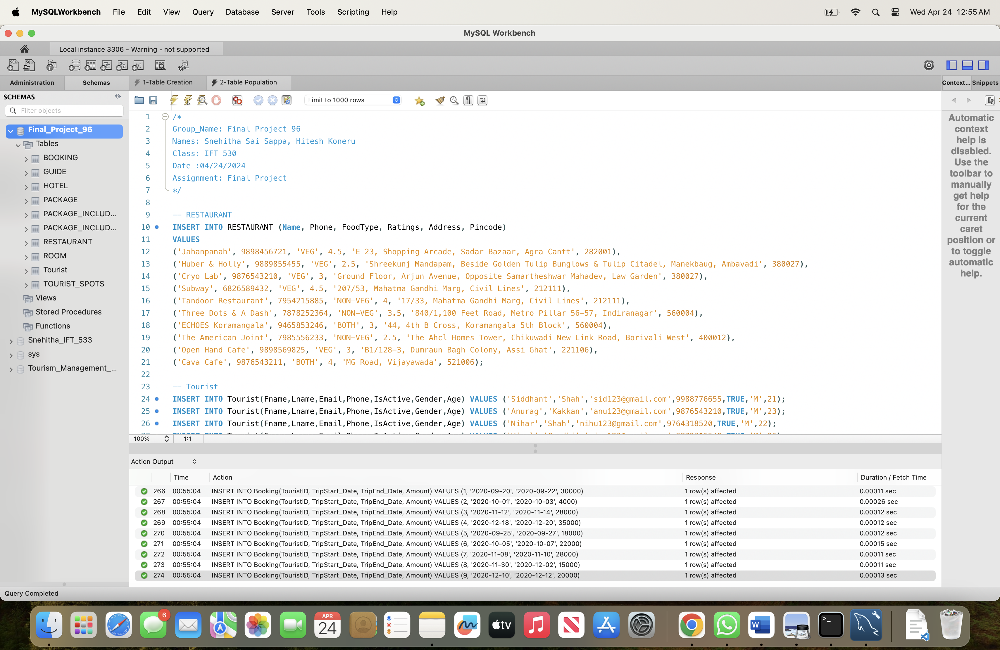 MySQLWorkbench File Edit View Query Database Server Tools Scripting Help Wed Apr 24 12:55 AM
MySQL Workbench
Local instance 3306 - Warning - not supported
Administration Schemas 1-Table Creation 2-Table Population Context... Snippets
SCHEMAS
Filter objects
Final_Project_96
Tables
BOOKING
GUIDE
HOTEL
PACKAGE
PACKAGE_INCLUD...
PACKAGE_INCLUD...
RESTAURANT
ROOM
Tourist
TOURIST_SPOTS
Views
Stored Procedures
Functions
Snehitha_IFT_533
sys
Tourism_Management_...
Limit to 1000 rows
1 /*
2 Group_Name: Final Project 96
3 Names: Snehitha Sai Sappa, Hitesh Koneru
4 Class: IFT 530
5 Date :04/24/2024
6 Assignment: Final Project
7 */
8
9 -- RESTAURANT
10 INSERT INTO RESTAURANT (Name, Phone, FoodType, Ratings, Address, Pincode)
11 VALUES
12 ('Jahanpanah', 9898456721, 'VEG', 4.5, 'E 23, Shopping Arcade, Sadar Bazaar, Agra Cantt', 282001),
13 ('Huber & Holly', 9889855455, 'VEG', 2.5, 'Shreekunj Mandapam, Beside Golden Tulip Bunglows & Tulip Citadel, Manekbaug, Ambavadi', 380027),
14 ('Cryo Lab', 9876543210, 'VEG', 3, 'Ground Floor, Arjun Avenue, Opposite Samartheshwar Mahadev, Law Garden', 380027),
15 ('Subway', 6826589432, 'VEG', 4.5, '207/53, Mahatma Gandhi Marg, Civil Lines', 212111),
16 ('Tandoor Restaurant', 7954215885, 'NON-VEG', 4, '17/33, Mahatma Gandhi Marg, Civil Lines', 212111),
17 ('Three Dots & A Dash', 7878252364, 'NON-VEG', 3.5, '840/1,100 Feet Road, Metro Pillar 56-57, Indiranagar', 560004),
18 ('ECHOES Koramangala', 9465853246, 'BOTH', 3, '44, 4th B Cross, Koramangala 5th Block', 560004),
19 ('The American Joint', 7985556233, 'NON-VEG', 2.5, 'The Ahcl Homes Tower, Chikuwadi New Link Road, Borivali West', 400012),
20 ('Open Hand Cafe', 9898569825, 'VEG', 3, 'B1/128-3, Dumraun Bagh Colony, Assi Ghat', 221106),
21 ('Cava Cafe', 9876543211, 'BOTH', 4, 'MG Road, Vijayawada', 521006);
22
23 -- Tourist
24 INSERT INTO Tourist(Fname,Lname,Email,Phone,IsActive,Gender,Age) VALUES ('Siddhant','Shah','sid123@gmail.com',9988776655,TRUE,'M',21);
25 INSERT INTO Tourist(Fname,Lname,Email,Phone,IsActive,Gender,Age) VALUES ('Anurag','Kakkan','anu123@gmail.com',9876543210,TRUE,'M',23);
26 INSERT INTO Tourist(Fname,Lname,Email,Phone,IsActive,Gender,Age) VALUES ('Nihar','Shah','nihu123@gmail.com',9764318520,TRUE,'M',22);
Automatic
context
help is
disabled.
Use the
toolbar to
manually
get help
for the
current
caret
position or
to toggle
automatic
help.
100% 1:1
Action Output
Time Action Response Duration / Fetch Time
266 00:55:04 INSERT INTO Booking(TouristID, TripStart_Date, TripEnd_Date, Amount) VALUES (1, '2020-09-20', '2020-09-22', 30000) 1 row(s) affected 0.00011 sec
267 00:55:04 INSERT INTO Booking(TouristID, TripStart_Date, TripEnd_Date, Amount) VALUES (2, '2020-10-01', '2020-10-03', 4000) 1 row(s) affected 0.00026 sec
268 00:55:04 INSERT INTO Booking(TouristID, TripStart_Date, TripEnd_Date, Amount) VALUES (3, '2020-11-12', '2020-11-14', 28000) 1 row(s) affected 0.00012 sec
269 00:55:04 INSERT INTO Booking(TouristID, TripStart_Date, TripEnd_Date, Amount) VALUES (4, '2020-12-18', '2020-12-20', 35000) 1 row(s) affected 0.00012 sec
270 00:55:04 INSERT INTO Booking(TouristID, TripStart_Date, TripEnd_Date, Amount) VALUES (5, '2020-09-25', '2020-09-27', 18000) 1 row(s) affected 0.00012 sec
271 00:55:04 INSERT INTO Booking(TouristID, TripStart_Date, TripEnd_Date, Amount) VALUES (6, '2020-10-05', '2020-10-07', 22000) 1 row(s) affected 0.00015 sec
272 00:55:04 INSERT INTO Booking(TouristID, TripStart_Date, TripEnd_Date, Amount) VALUES (7, '2020-11-08', '2020-11-10', 28000) 1 row(s) affected 0.00011 sec
273 00:55:04 INSERT INTO Booking(TouristID, TripStart_Date, TripEnd_Date, Amount) VALUES (8, '2020-11-30', '2020-12-02', 15000) 1 row(s) affected 0.00011 sec
274 00:55:04 INSERT INTO Booking(TouristID, TripStart_Date, TripEnd_Date, Amount) VALUES (9, '2020-12-10', '2020-12-12', 20000) 1 row(s) affected 0.00013 sec
Query Completed
6
APR
24
tv
W